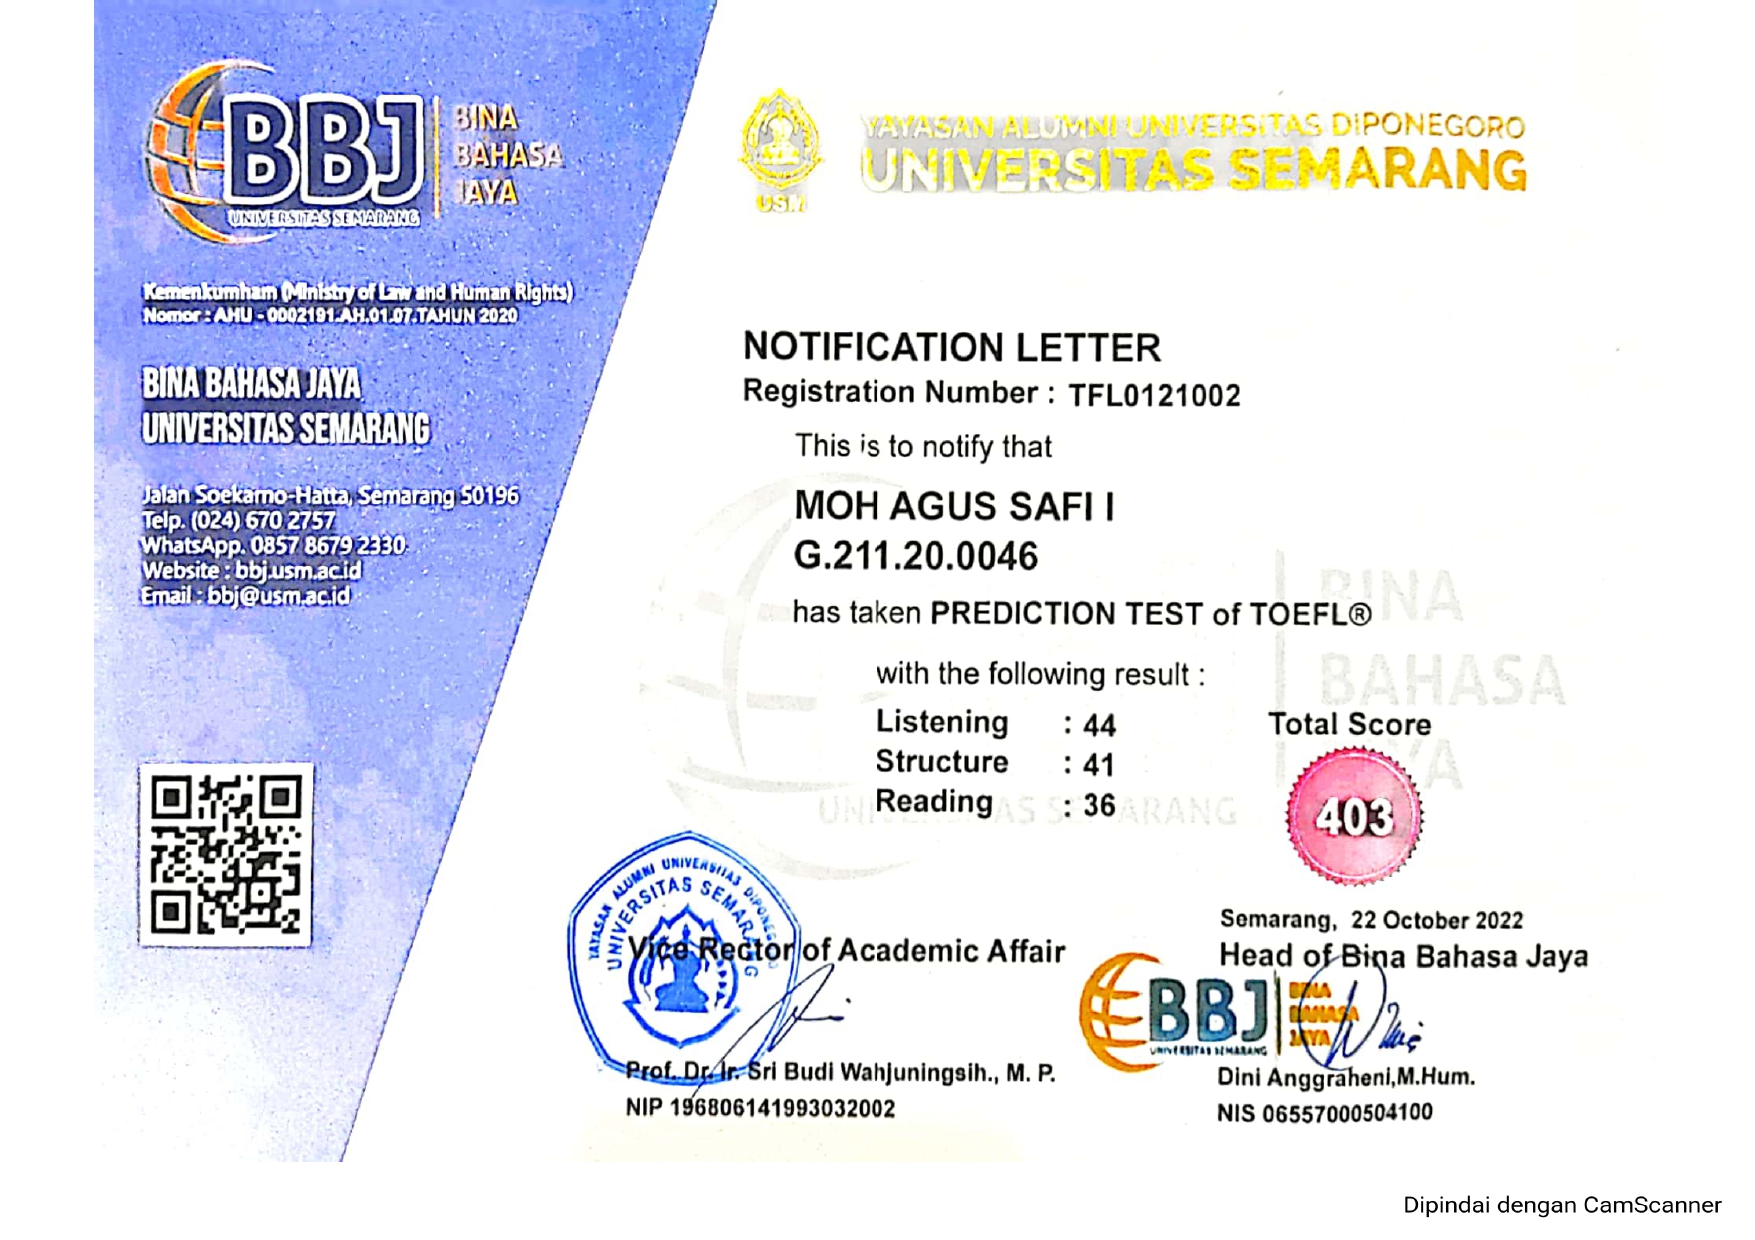 BBJ
BINA
BAHASA
JAYA
UNIVERSITAS SEMARANG
Kemenkumham (Ministry of Law and Human Rights)
Nomor : AHU - 0002191.AH.01.07.TAHUN 2020
BINA BAHASA JAYA
UNIVERSITAS SEMARANG
Jalan Soekarno-Hatta, Semarang 50196
Telp. (024) 670 2757
WhatsApp. 0857 8679 2330
Website : bbj.usm.ac.id
Email : bbj@usm.ac.id
USM
YAYASAN ALUMNI UNIVERSITAS DIPONEGORO
UNIVERSITAS SEMARANG
NOTIFICATION LETTER
Registration Number : TFL0121002
This is to notify that
MOH AGUS SAFI I
G.211.20.0046
has taken PREDICTION TEST of TOEFL®
with the following result :
Listening : 44
Structure : 41
Reading : 36
Total Score
403
BINA
BAHASA
JAYA
UNIVERSITAS SEMARANG
YAYASAN ALUMNI UNIVERSITAS DIPONEGORO
UNIVERSITAS SEMARANG
Vice Rector of Academic Affair
Prof. Dr. Ir. Sri Budi Wahjuningsih., M. P.
NIP 196806141993032002
Semarang, 22 October 2022
Head of Bina Bahasa Jaya
BBJ
BINA
BAHASA
JAYA
UNIVERSITAS SEMARANG
Dini Anggraheni,M.Hum.
NIS 06557000504100
Dipindai dengan CamScanner